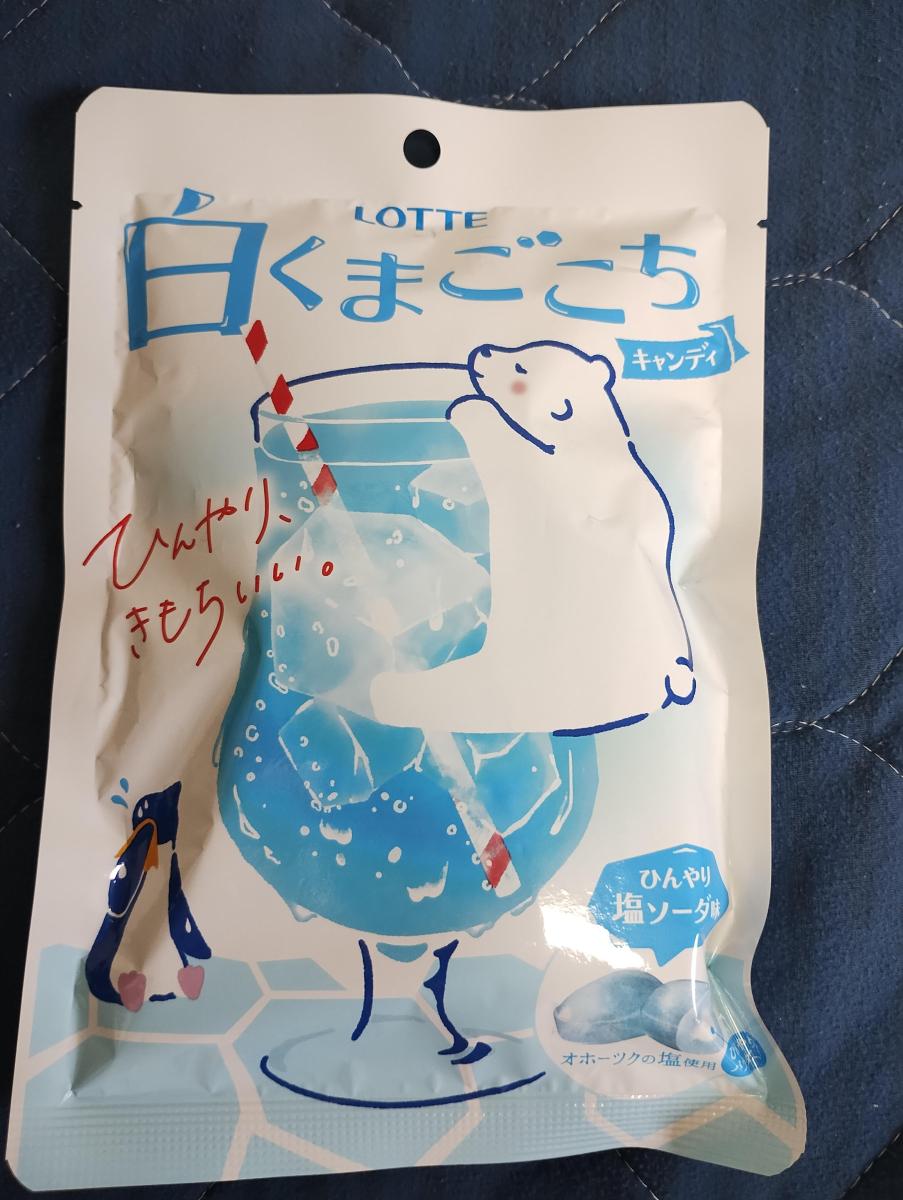 LOTTE
白くまごこち
キャンディ
ひんやり、
きもちいい。
ひんやり
塩ソーダ味
オホーツクの塩使用